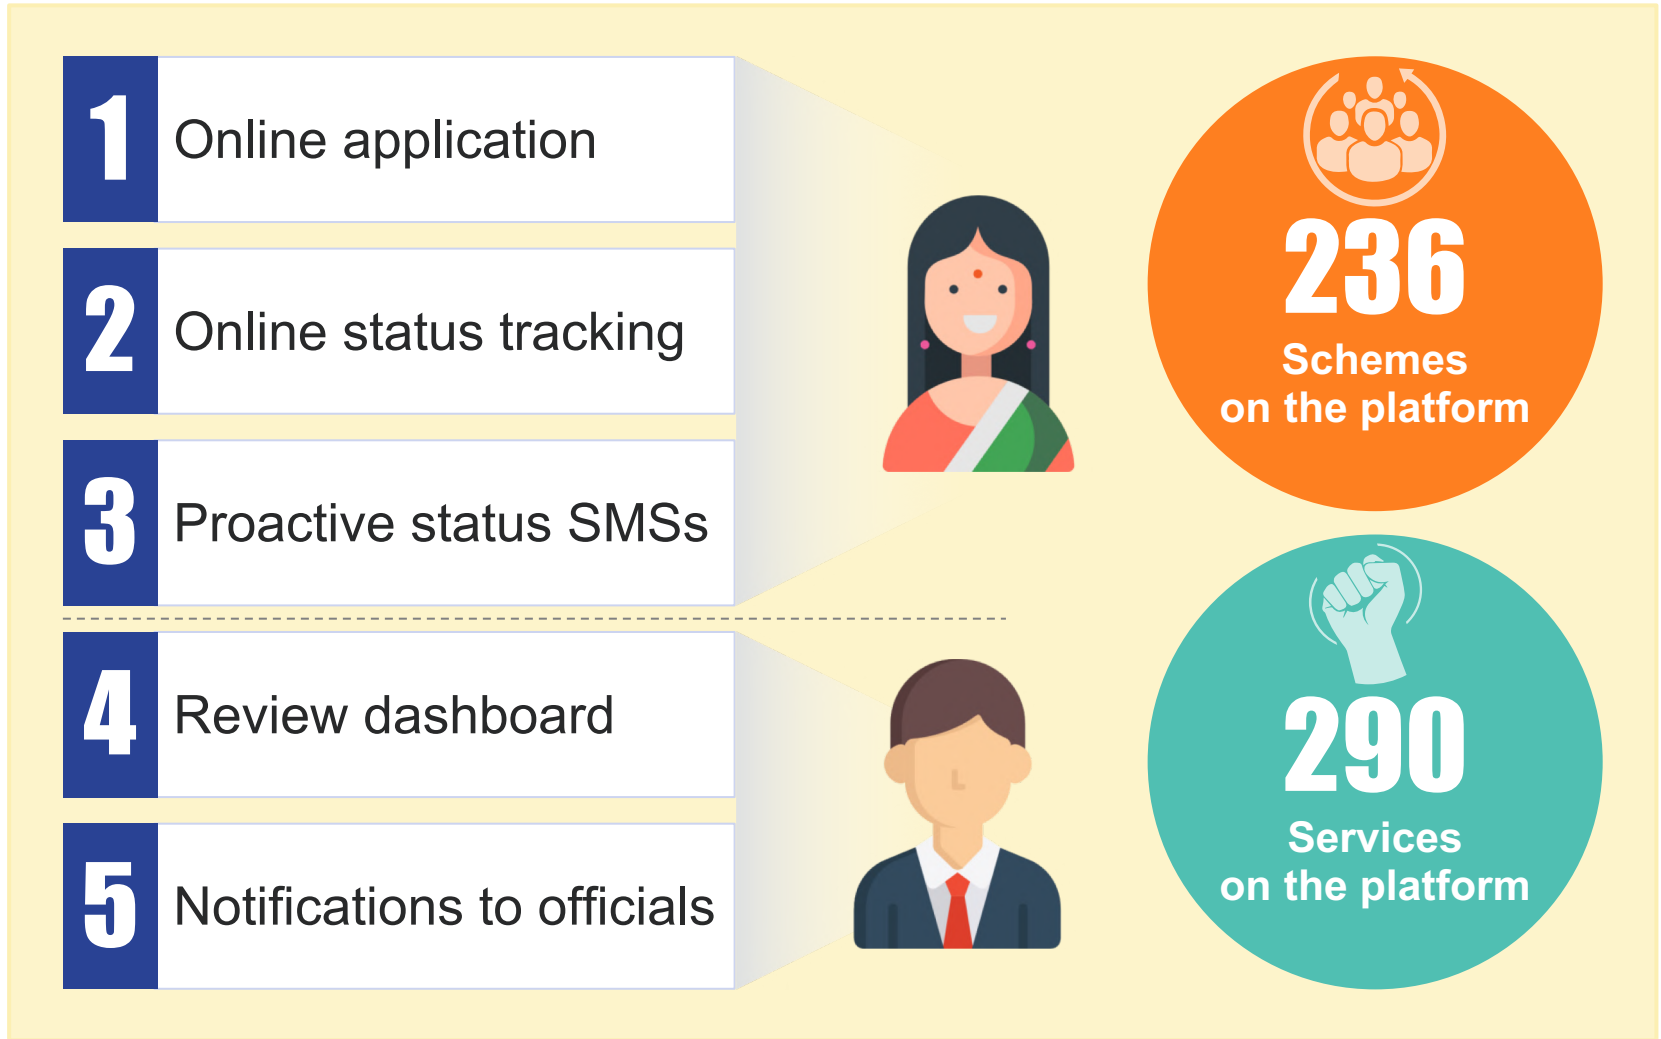 1
Online application
2
Online status tracking
3
Proactive status SMSs
4
Review dashboard
5
Notifications to officials
236
Schemes
on the platform
290
Services
on the platform